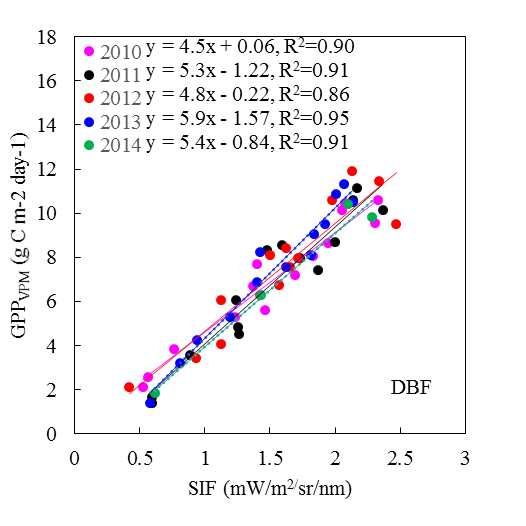 18
16
14
12
10
8
6
4
2
0
2010 y = 4.5x + 0.06, R²=0.90
2011 y = 5.3x - 1.22, R²=0.91
2012 y = 4.8x - 0.22, R²=0.86
2013 y = 5.9x - 1.57, R²=0.95
2014 y = 5.4x - 0.84, R²=0.91
GPPVPM (g C m-2 day-1)
DBF
0 0.5 1 1.5 2 2.5 3
SIF (mW/m²/sr/nm)